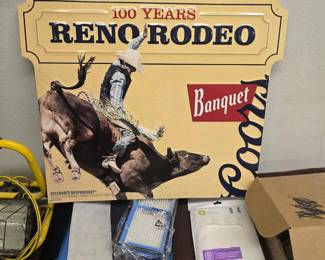 100 YEARS
RENO RODEO
Banquet
Coors
CELEBRATE RESPONSIBLY®